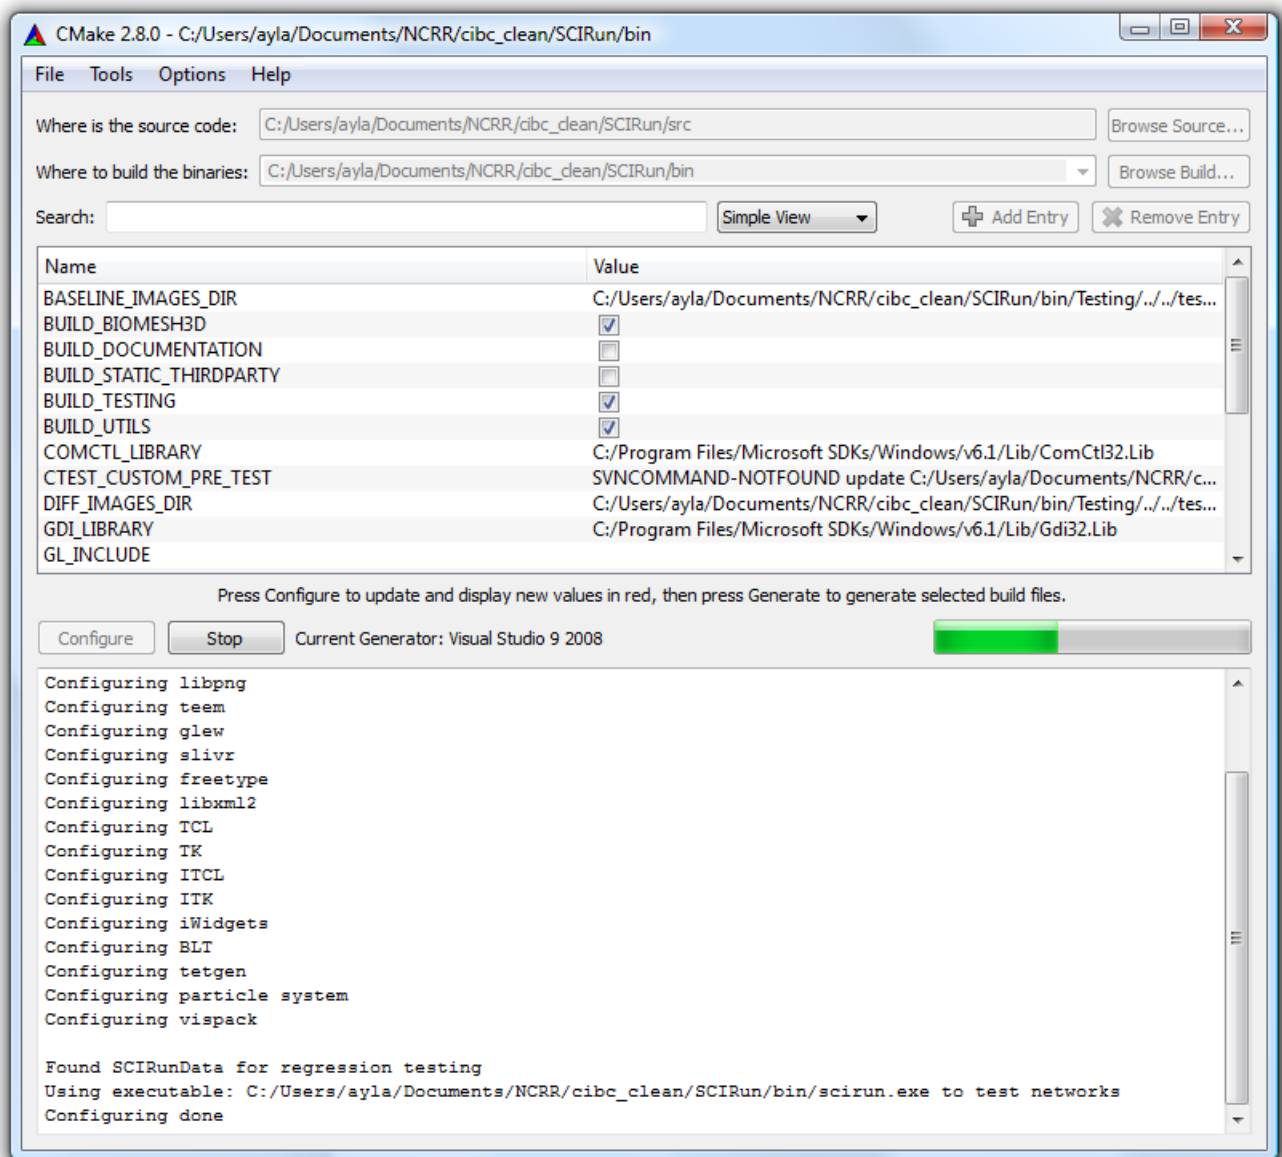 CMake 2.8.0 - C:/Users/ayla/Documents/NCRR/cibc_clean/SCIRun/bin
File Tools Options Help
Where is the source code: C:/Users/ayla/Documents/NCRR/cibc_clean/SCIRun/src Browse Source...
Where to build the binaries: C:/Users/ayla/Documents/NCRR/cibc_clean/SCIRun/bin Browse Build...
Search: Simple View Add Entry Remove Entry
Name Value
BASELINE_IMAGES_DIR C:/Users/ayla/Documents/NCRR/cibc_clean/SCIRun/bin/Testing/../../tes...
BUILD_BIOMESH3D
BUILD_DOCUMENTATION
BUILD_STATIC_THIRDPARTY
BUILD_TESTING
BUILD_UTILS
COMCTL_LIBRARY C:/Program Files/Microsoft SDKs/Windows/v6.1/Lib/ComCtl32.Lib
CTEST_CUSTOM_PRE_TEST SVNCOMMAND-NOTFOUND update C:/Users/ayla/Documents/NCRR/c...
DIFF_IMAGES_DIR C:/Users/ayla/Documents/NCRR/cibc_clean/SCIRun/bin/Testing/../../tes...
GDI_LIBRARY C:/Program Files/Microsoft SDKs/Windows/v6.1/Lib/Gdi32.Lib
GL_INCLUDE
Press Configure to update and display new values in red, then press Generate to generate selected build files.
Configure Stop Current Generator: Visual Studio 9 2008
Configuring libpng
Configuring teem
Configuring glew
Configuring slivr
Configuring freetype
Configuring libxml2
Configuring TCL
Configuring TK
Configuring ITCL
Configuring ITK
Configuring iWidgets
Configuring BLT
Configuring tetgen
Configuring particle system
Configuring vispack
Found SCIRunData for regression testing
Using executable: C:/Users/ayla/Documents/NCRR/cibc_clean/SCIRun/bin/scirun.exe to test networks
Configuring done